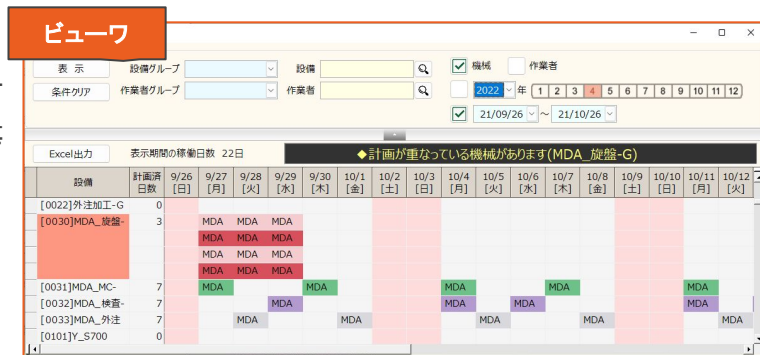 ビューワ
表 示 設備グループ 設備 機械 作業者
条件クリア 作業者グループ 作業者 2022 年 1 2 3 4 5 6 7 8 9 10 11 12
21/09/26 ～ 21/10/26
Excel出力 表示期間の稼働日数 22日 ◆計画が重なっている機械があります(MDA_旋盤-G)
設備 計画済 9/26 9/27 9/28 9/29 9/30 10/1 10/2 10/3 10/4 10/5 10/6 10/7 10/8 10/9 10/10 10/11 10/12
日数 [日] [月] [火] [水] [木] [金] [土] [日] [月] [火] [水] [木] [金] [土] [日] [月] [火]
[0022]外注加工-G 0
[0030]MDA_旋盤- 3 MDA MDA MDA
MDA MDA MDA
MDA MDA MDA
MDA MDA MDA
[0031]MDA_MC- 7 MDA MDA MDA MDA MDA
[0032]MDA_検査- 7 MDA MDA MDA MDA
[0033]MDA_外注 7 MDA MDA MDA MDA MDA
[0101]Y_S700 0